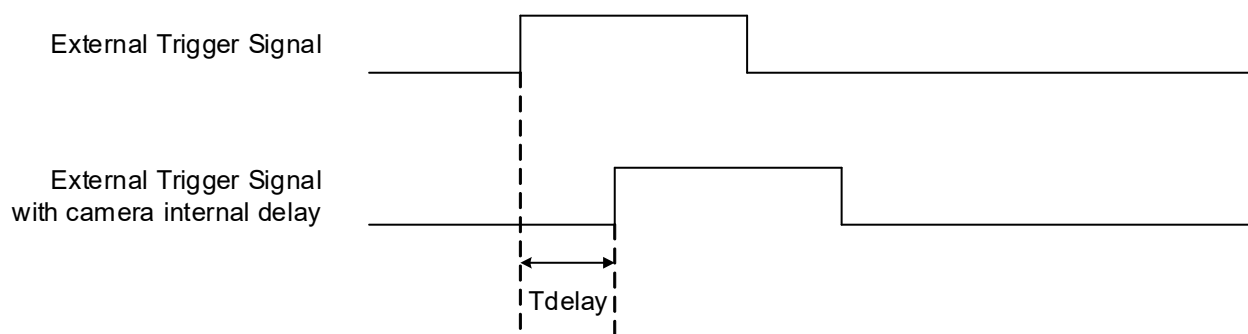 External Trigger Signal
External Trigger Signal
with camera internal delay
Tdelay